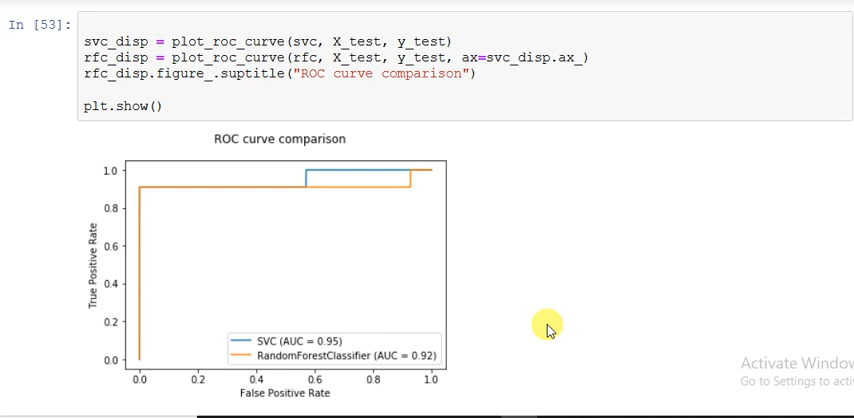 In [53]:
svc_disp = plot_roc_curve(svc, X_test, y_test)
rfc_disp = plot_roc_curve(rfc, X_test, y_test, ax=svc_disp.ax_)
rfc_disp.figure_.suptitle("ROC curve comparison")
plt.show()
ROC curve comparison
1.0
0.8
0.6
0.4
0.2
0.0
True Positive Rate
SVC (AUC = 0.95)
RandomForestClassifier (AUC = 0.92)
0.0 0.2 0.4 0.6 0.8 1.0
False Positive Rate
Activate Window
Go to Settings to acti